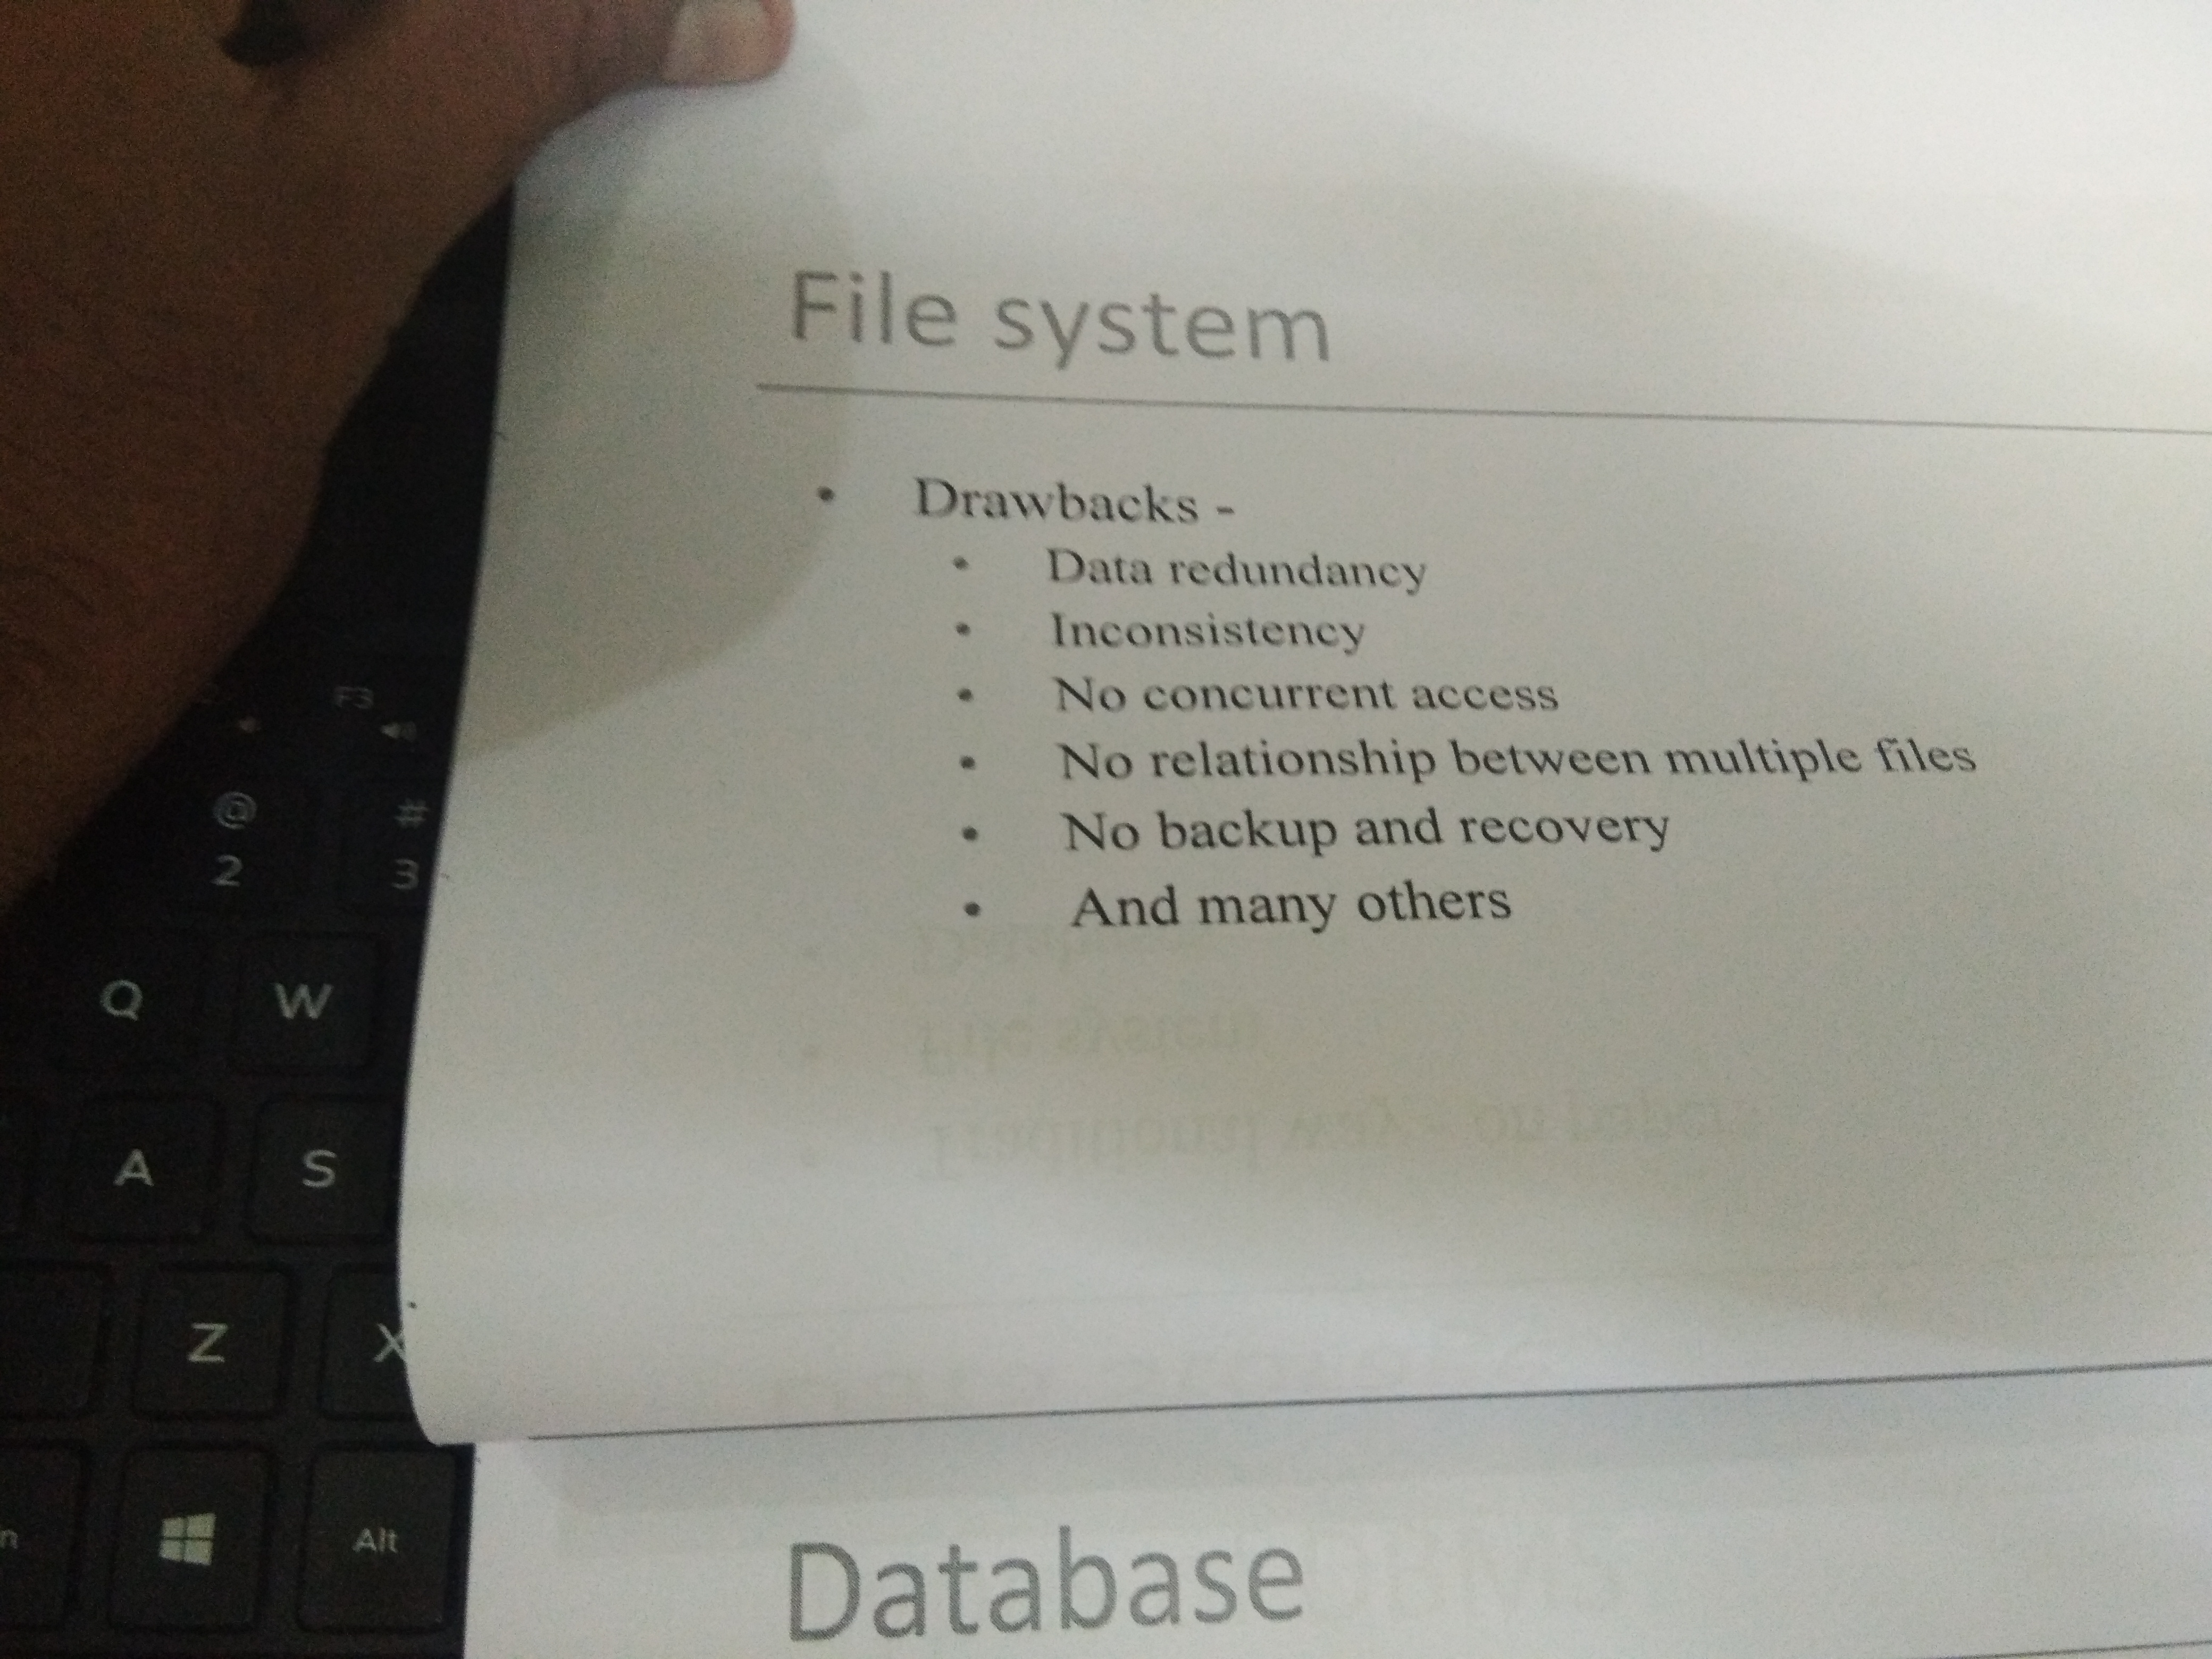 File system
• Drawbacks -
• Data redundancy
• Inconsistency
• No concurrent access
• No relationship between multiple files
• No backup and recovery
• And many others
Database
F3
@ #
2 3
Q W
A S
Z X
Alt